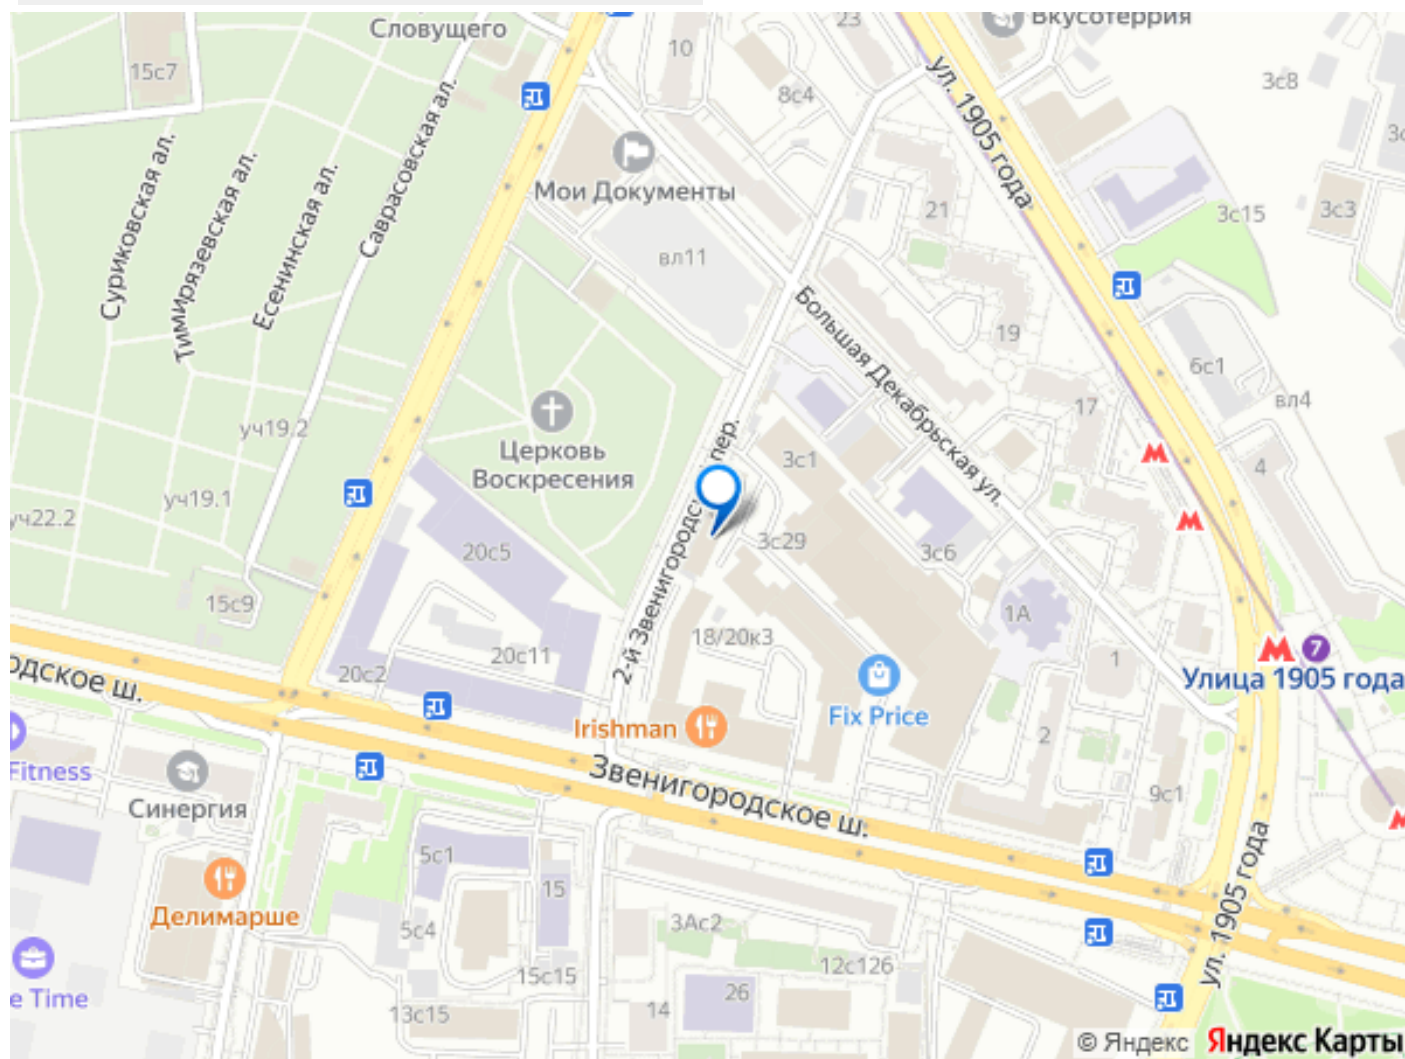 Словущего
Вкусотеррия
23
10
15с7
8с4
3с8
ул. 1905 года
Саврасовская ал.
Суриковская ал.
Тимирязевская ал.
Есенинская ал.
Мои Документы
21
3с15
3с3
вл11
Большая Декабрьская ул.
19
6с1
17
вл4
уч19.2
Церковь
Воскресения
3с1
4
уч19.1
уч22.2
20с5
3с29
3с6
15с9
1А
2-й Звенигородс
пер.
18/20к3
20с11
20с2
1
7
Улица 1905 года
одское ш.
Irishman
Fix Price
2
Fitness
Звенигородское ш.
Синергия
9с1
5с1
15
ул. 1905 года
Делимарше
3Ас2
5с4
12с126
15с15
26
e Time
13с15
14
© Яндекс Яндекс Карты